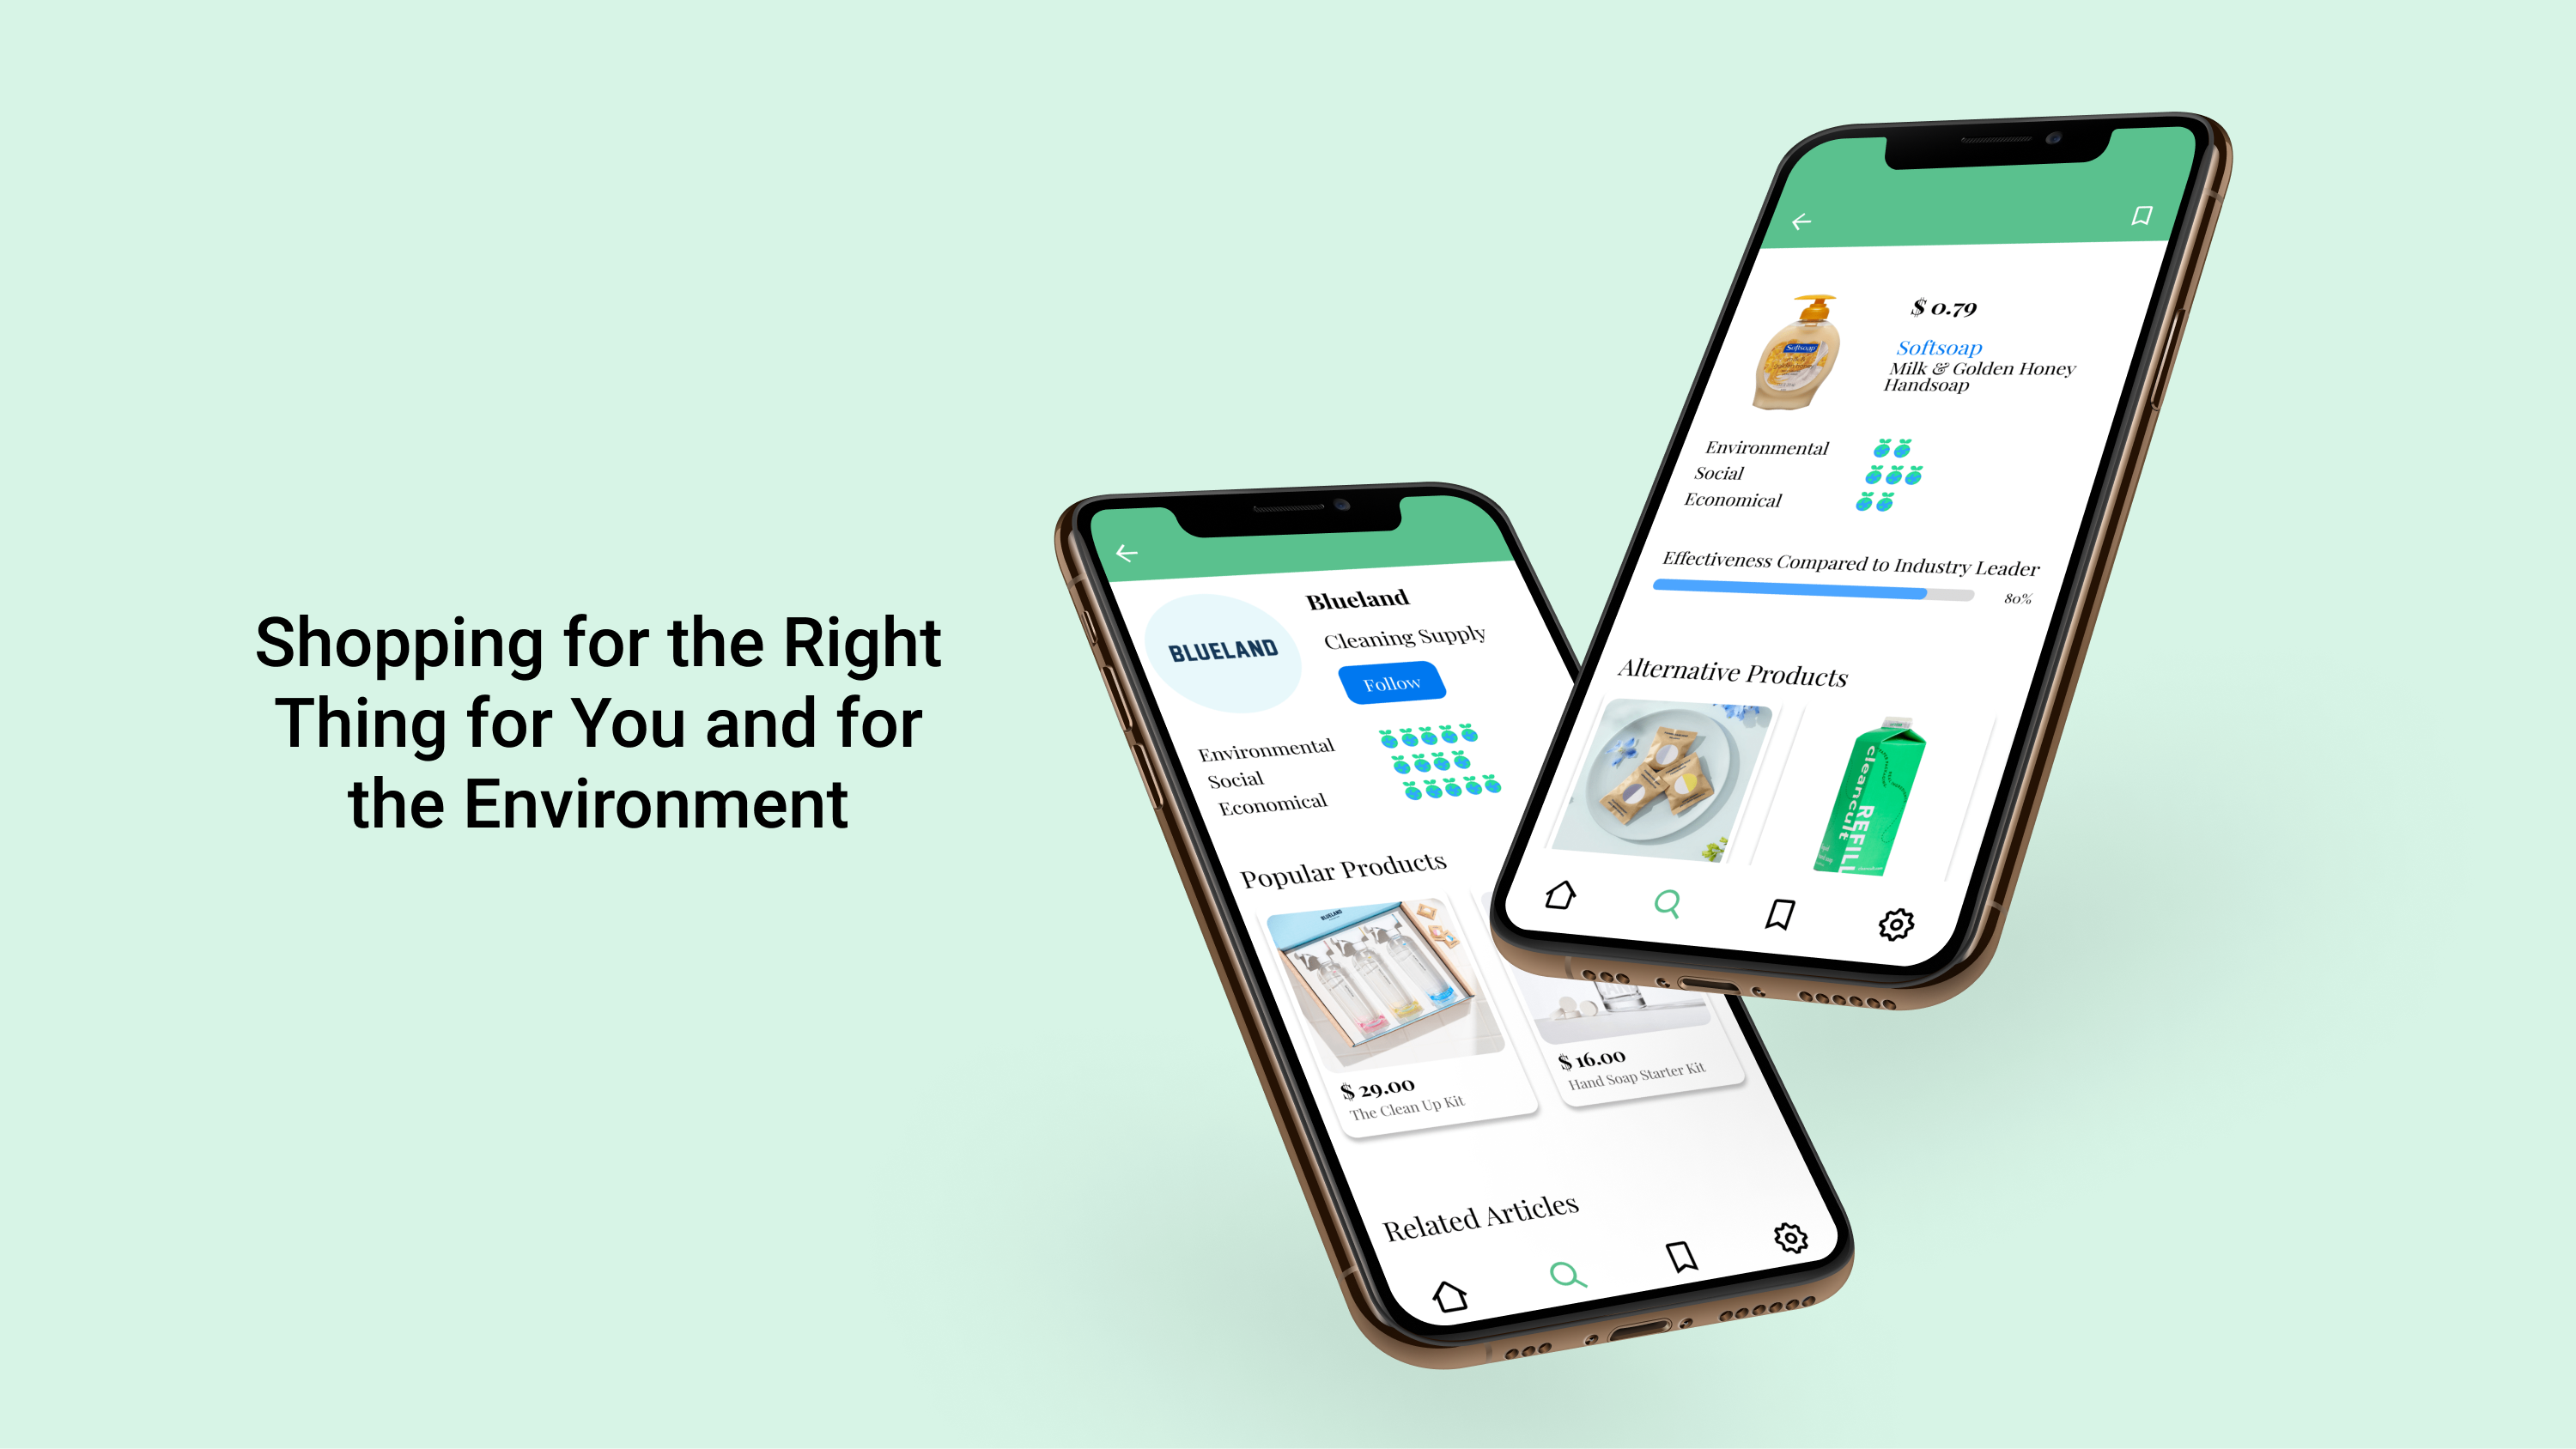 Shopping for the Right
Thing for You and for
the Environment
BLUELAND
Blueland
Cleaning Supply
Follow
Environmental
Social
Economical
Popular Products
BLUELAND
$ 29.00
The Clean Up Kit
$ 16.00
Hand Soap Starter Kit
Related Articles
$ 0.79
Softsoap
Milk & Golden Honey
Handsoap
Softsoap
Environmental
Social
Economical
Effectiveness Compared to Industry Leader
80%
Alternative Products
cleancult
REFILL